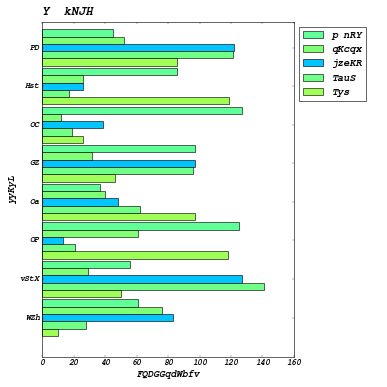 Y  kNJH
p nRY
qKcqx
jzeKR
TauS
Tys
PD
Hst
OC
GZ
Oa
OP
vStX
WZh
yyKyL
0 20 40 60 80 100 120 140 160
FQDGGqdWbfv